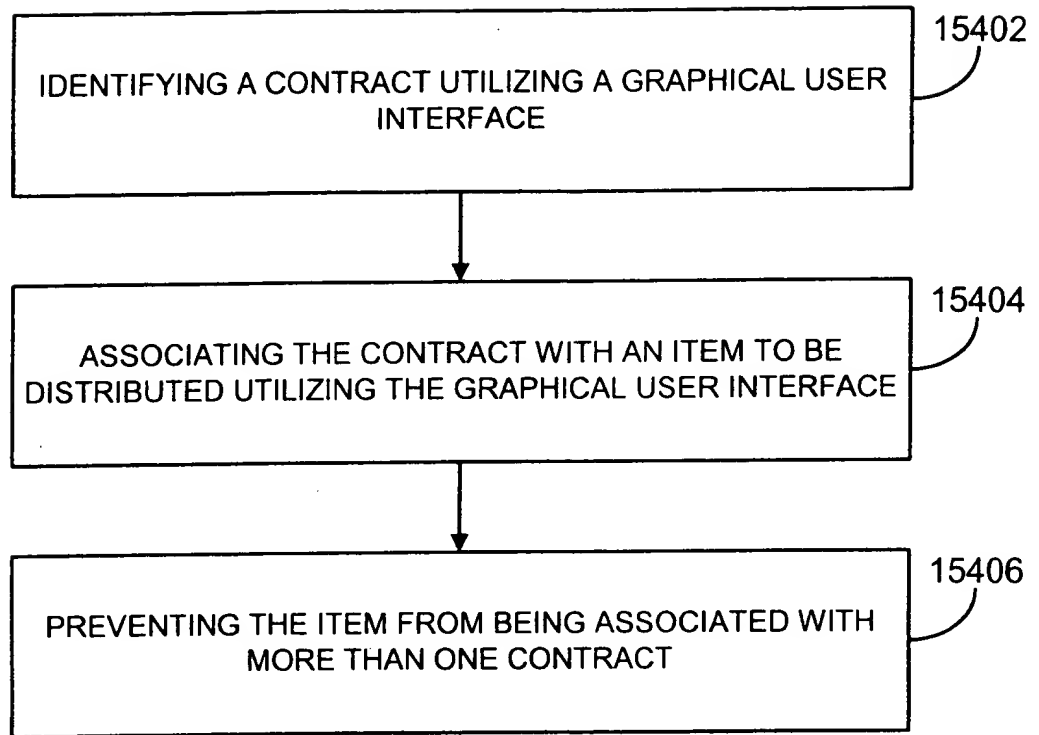 15402
IDENTIFYING A CONTRACT UTILIZING A GRAPHICAL USER
INTERFACE
15404
ASSOCIATING THE CONTRACT WITH AN ITEM TO BE
DISTRIBUTED UTILIZING THE GRAPHICAL USER INTERFACE
15406
PREVENTING THE ITEM FROM BEING ASSOCIATED WITH
MORE THAN ONE CONTRACT